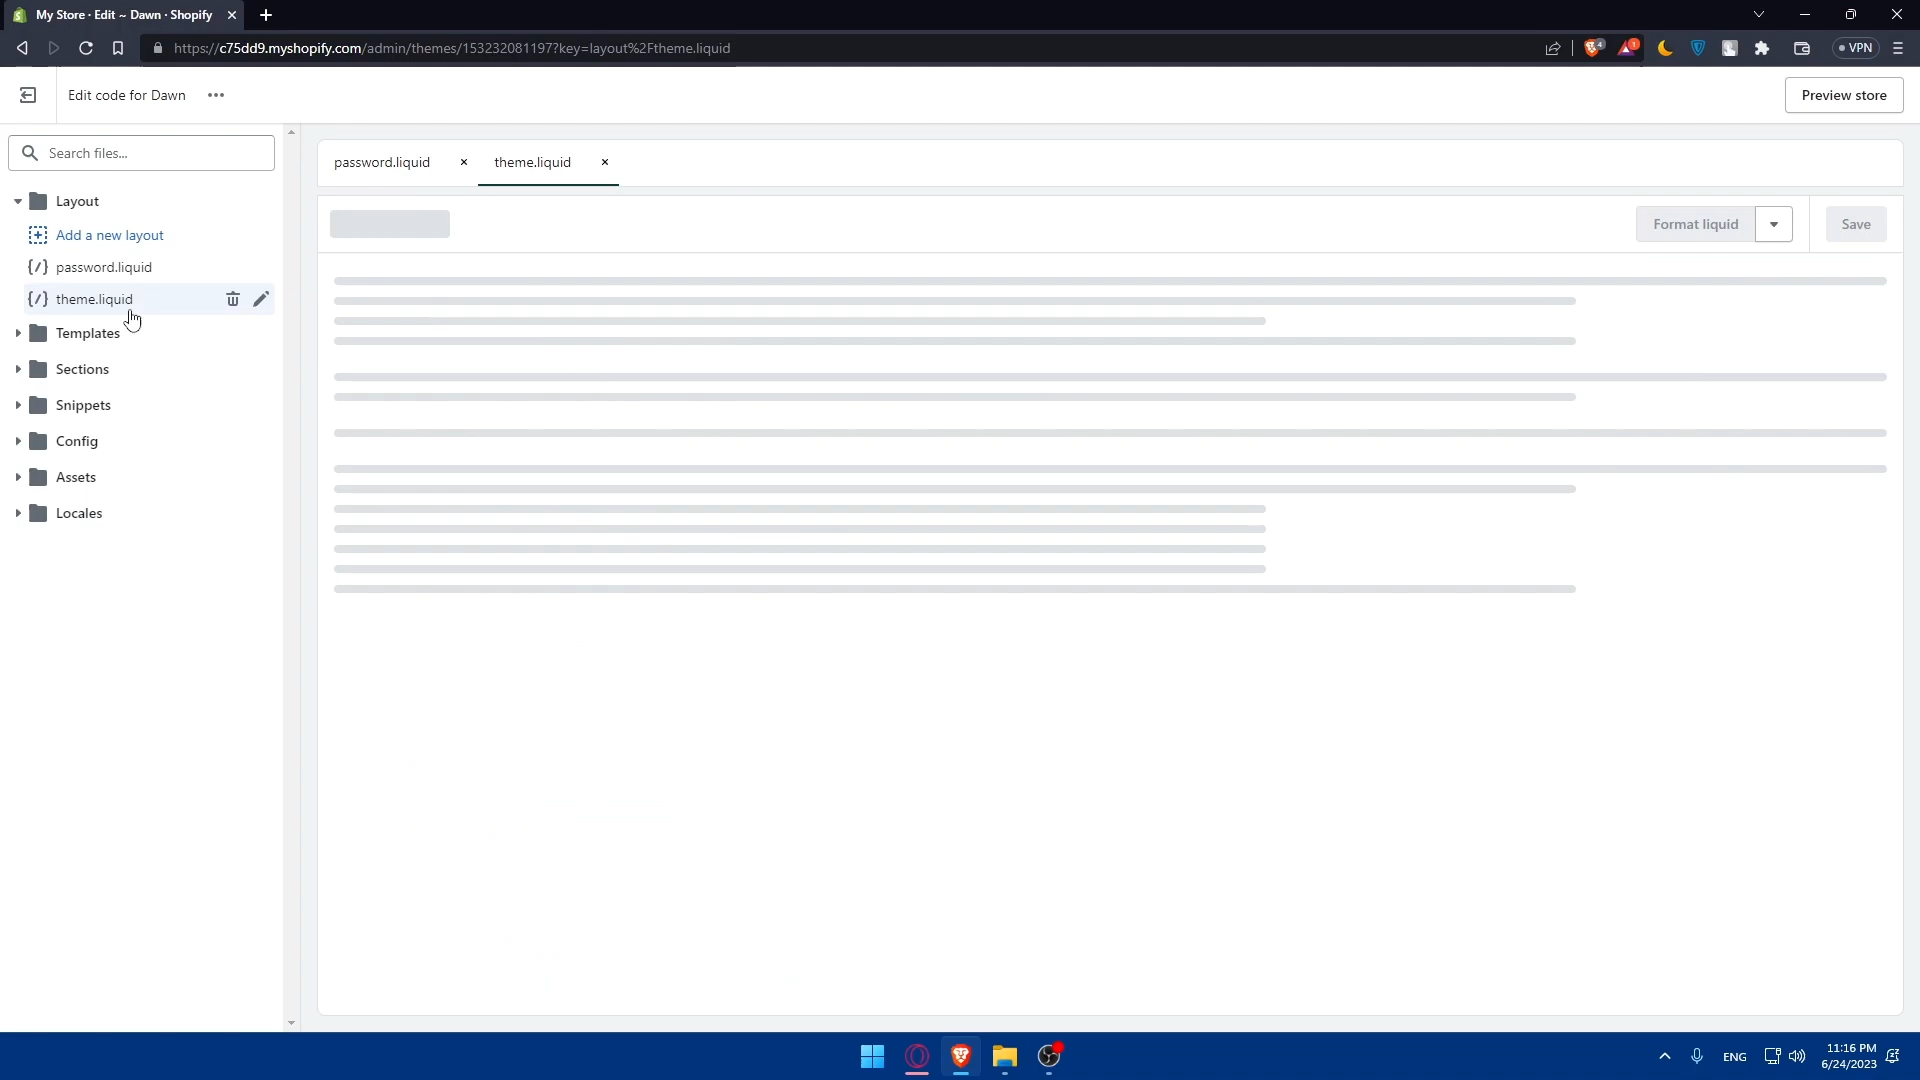 My Store · Edit ~ Dawn · Shopify
https://c75dd9.myshopify.com/admin/themes/153232081197?key=layout%2Ftheme.liquid
4
1
VPN
Edit code for Dawn
Preview store
Search files...
password.liquid
theme.liquid
Layout
Add a new layout
Format liquid
Save
password.liquid
theme.liquid
Templates
Sections
Snippets
Config
Assets
Locales
ENG
11:16 PM
6/24/2023